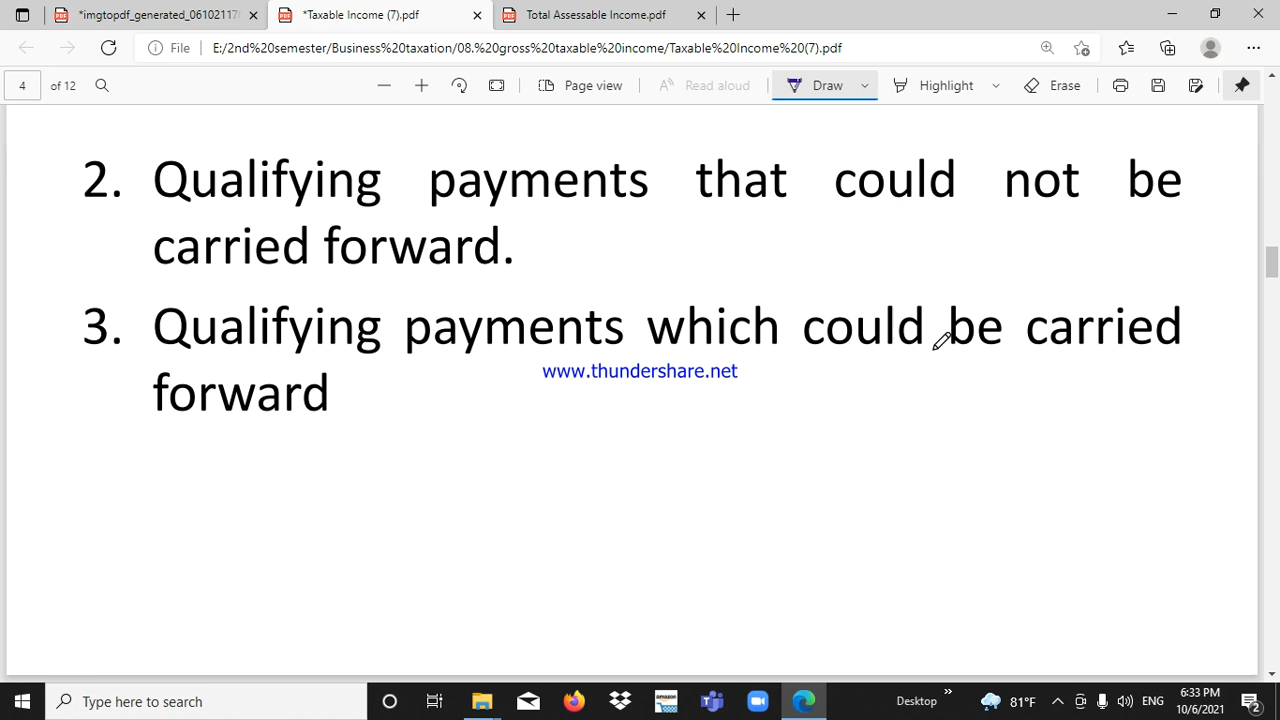 *imgtopdf_generated_061021170
*Taxable Income (7).pdf
Total Assessable Income.pdf
File
E:/2nd%20semester/Business%20taxation/08.%20gross%20taxable%20income/Taxable%20Income%20(7).pdf
4 of 12
Page view
Read aloud
Draw
Highlight
Erase
2. Qualifying payments that could not be
carried forward.
3. Qualifying payments which could be carried
www.thundershare.net
forward
Type here to search
amazon
Desktop
81°F
ENG
6:33 PM
10/6/2021
2